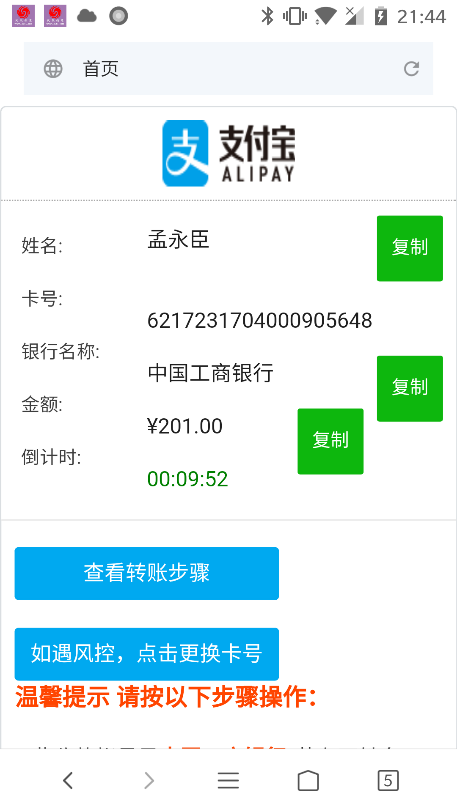 21:44
首页
支付宝
ALIPAY
姓名:
孟永臣
复制
卡号:
6217231704000905648
银行名称:
中国工商银行
复制
金额:
¥201.00
复制
倒计时:
00:09:52
查看转账步骤
如遇风控，点击更换卡号
温馨提示 请按以下步骤操作：
5